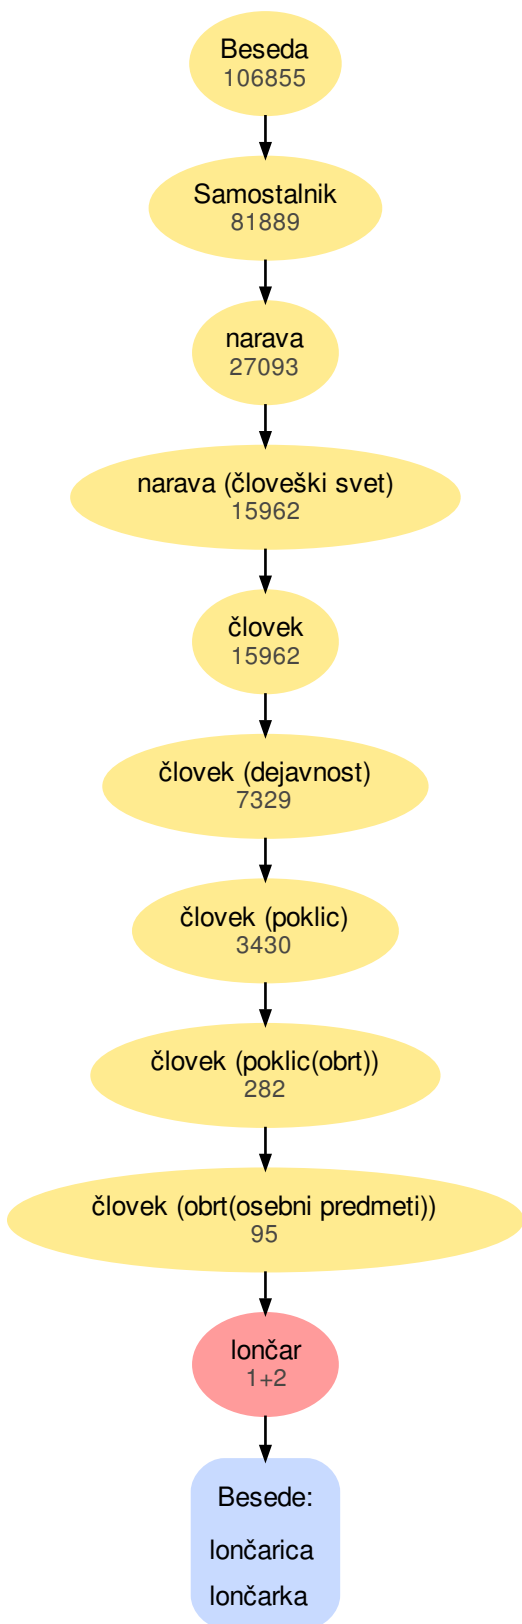 Beseda
106855
Samostalnik
81889
narava
27093
narava (človeški svet)
15962
človek
15962
človek (dejavnost)
7329
človek (poklic)
3430
človek (poklic(obrt))
282
človek (obrt(osebni predmeti))
95
lončar
1+2
Besede:
lončarica
lončarka